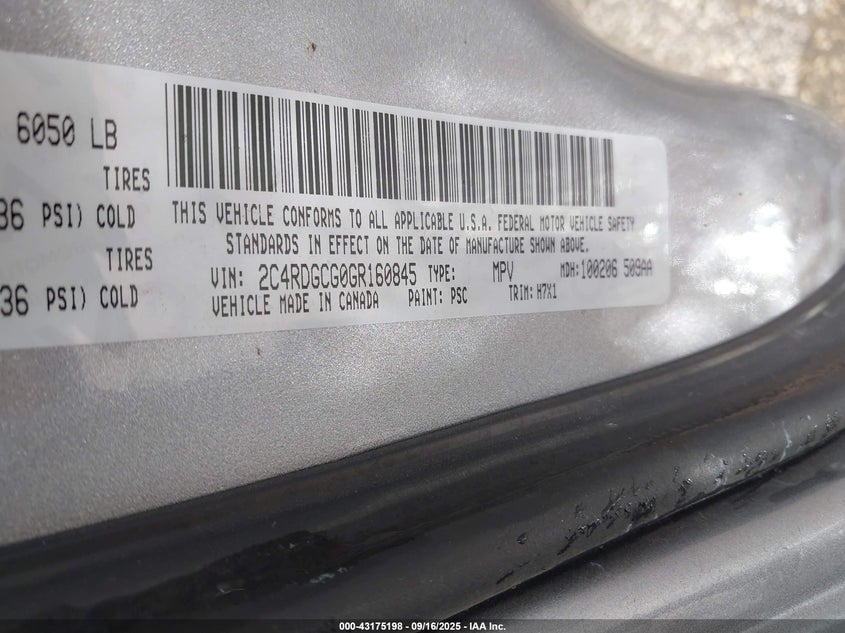 6050 LB
TIRES
36 PSI) COLD
TIRES
36 PSI) COLD
THIS VEHICLE CONFORMS TO ALL APPLICABLE U.S.A. FEDERAL MOTOR VEHICLE SAFETY
STANDARDS IN EFFECT ON THE DATE OF MANUFACTURE SHOWN ABOVE.
VIN: 2C4RDGCG0GR160845 TYPE: MPV MDH: 100206 509AA
VEHICLE MADE IN CANADA PAINT: PSC TRIM: H7X1
000-43175198 - 09/16/2025 - IAA Inc.